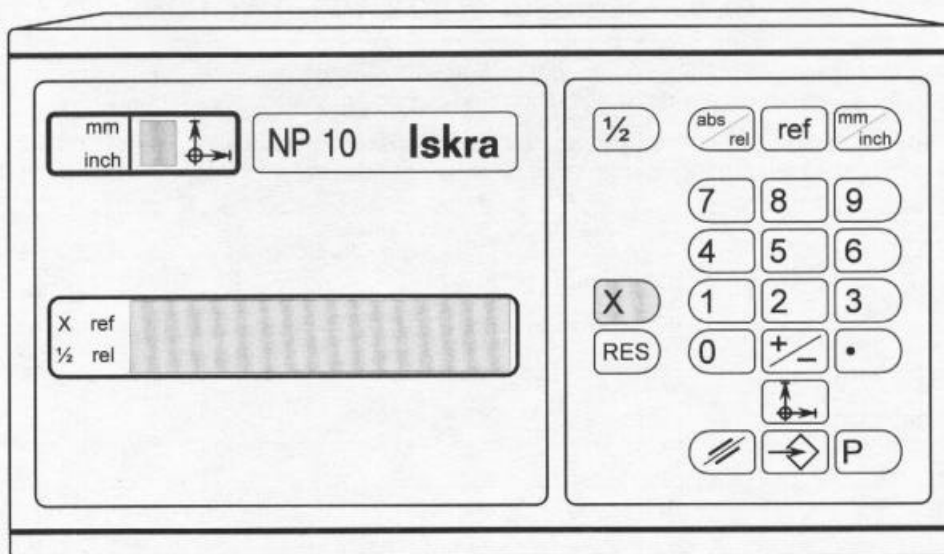 mm
inch
NP 10 Iskra
X ref
½ rel
½ abs/rel ref mm/inch
7 8 9
4 5 6
X 1 2 3
RES 0 +/- •
P